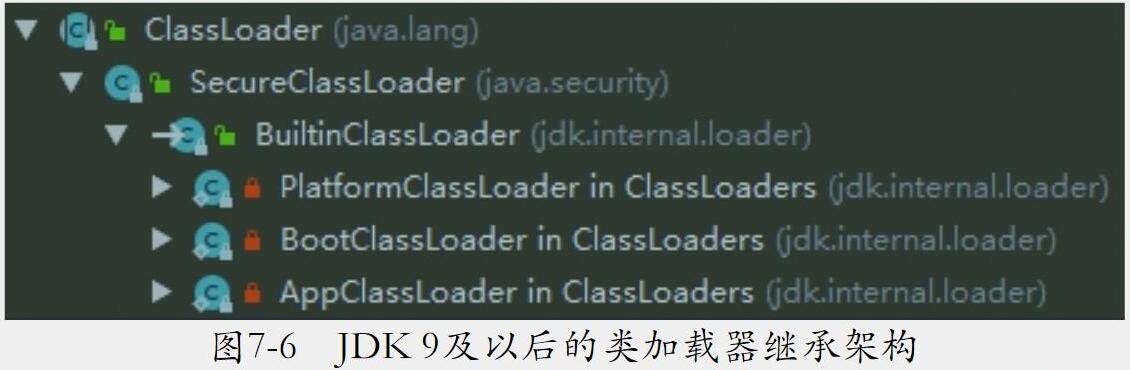 ClassLoader (java.lang)
SecureClassLoader (java.security)
BuiltinClassLoader (jdk.internal.loader)
PlatformClassLoader in ClassLoaders (jdk.internal.loader)
BootClassLoader in ClassLoaders (jdk.internal.loader)
AppClassLoader in ClassLoaders (jdk.internal.loader)
图7-6 JDK 9及以后的类加载器继承架构